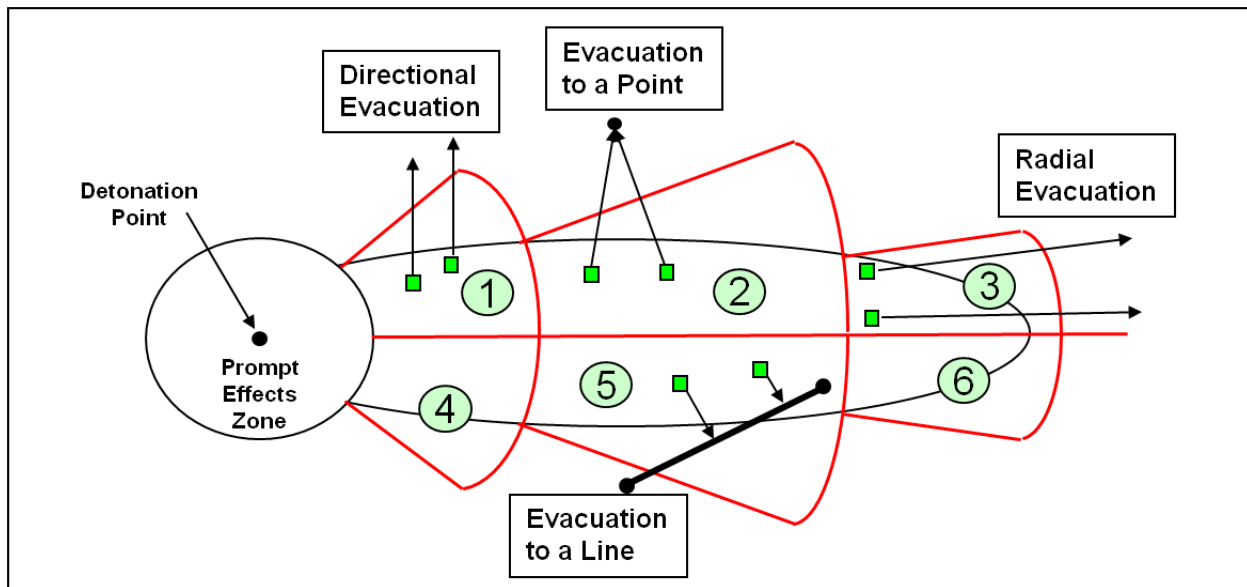 Directional
Evacuation
Evacuation
to a Point
Radial
Evacuation
Detonation
Point
Prompt
Effects
Zone
1
2
3
4
5
6
Evacuation
to a Line